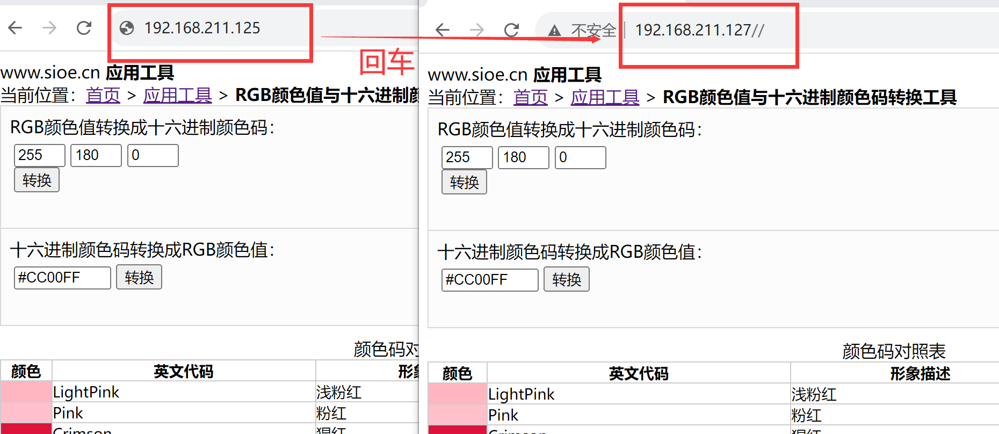 192.168.211.125
回车
www.sioe.cn 应用工具
当前位置：首页 > 应用工具 > RGB颜色值与十六进制颜
RGB颜色值转换成十六进制颜色码：
255 180 0
转换
十六进制颜色码转换成RGB颜色值：
#CC00FF 转换
颜色码对
颜色 英文代码 形象
LightPink 浅粉红
Pink 粉红
Crimson 猩红
不安全 192.168.211.127//
www.sioe.cn 应用工具
当前位置：首页 > 应用工具 > RGB颜色值与十六进制颜色码转换工具
RGB颜色值转换成十六进制颜色码：
255 180 0
转换
十六进制颜色码转换成RGB颜色值：
#CC00FF 转换
颜色码对照表
颜色 英文代码 形象描述
LightPink 浅粉红
Pink 粉红
Crimson 猩红